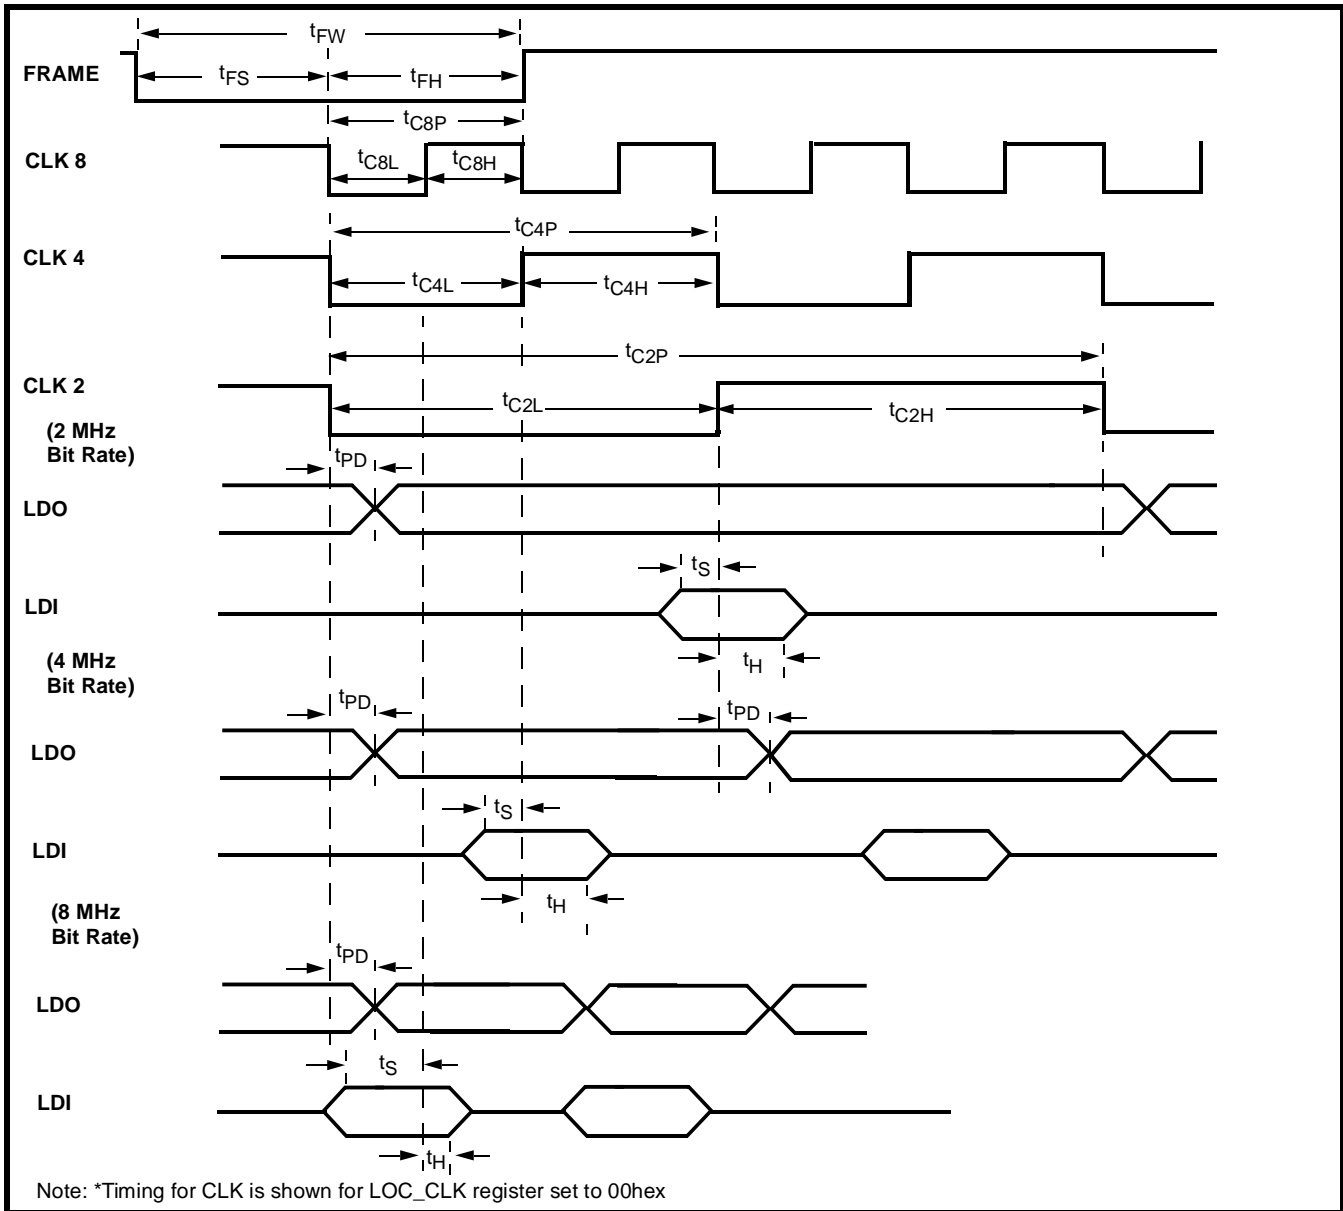 tFW
FRAME
tFS
tFH
tC8P
CLK 8
tC8L
tC8H
tC4P
CLK 4
tC4L
tC4H
tC2P
CLK 2
tC2L
tC2H
(2 MHz
Bit Rate)
tPD
LDO
tS
LDI
tH
(4 MHz
Bit Rate)
tPD
tPD
LDO
tS
LDI
tH
(8 MHz
Bit Rate)
tPD
LDO
tS
LDI
tH
Note: *Timing for CLK is shown for LOC_CLK register set to 00hex